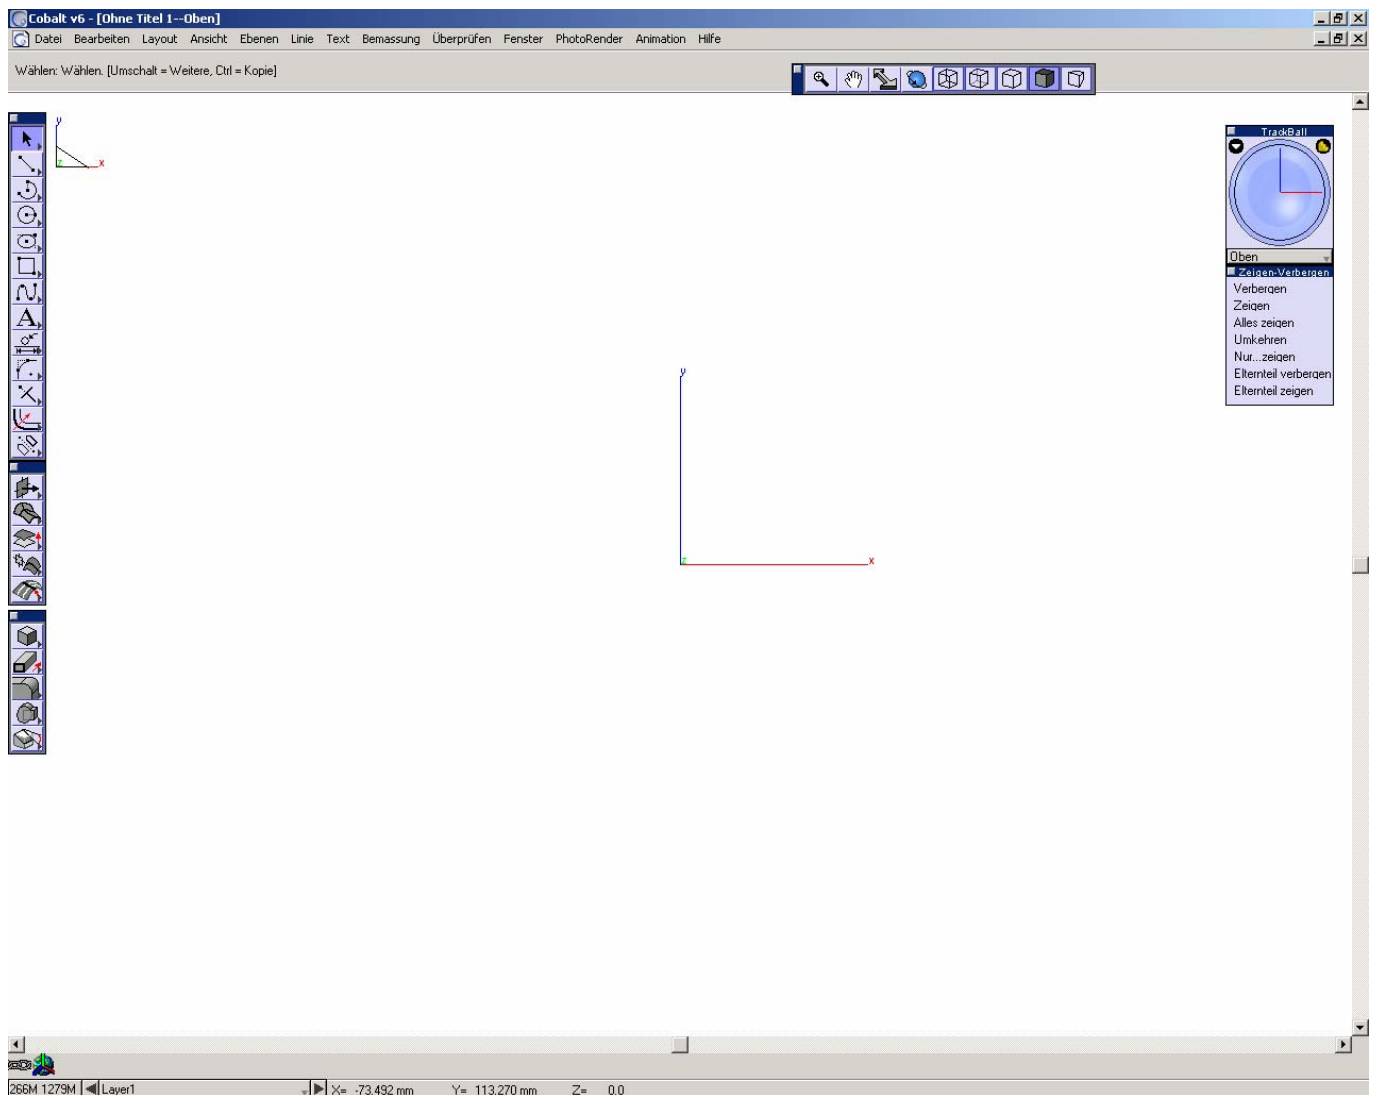 Cobalt v6 - [Ohne Titel 1--Oben]
Datei Bearbeiten Layout Ansicht Ebenen Linie Text Bemassung Überprüfen Fenster PhotoRender Animation Hilfe
Wählen: Wählen. [Umschalt = Weitere, Ctrl = Kopie]
y
z x
A
TrackBall
Oben
Zeigen-Verbergen
Verbergen
Zeigen
Alles zeigen
Umkehren
Nur...zeigen
Elternteil verbergen
Elternteil zeigen
y
z x
266M 1279M Layer1 X= -73.492 mm Y= 113.270 mm Z= 0.0